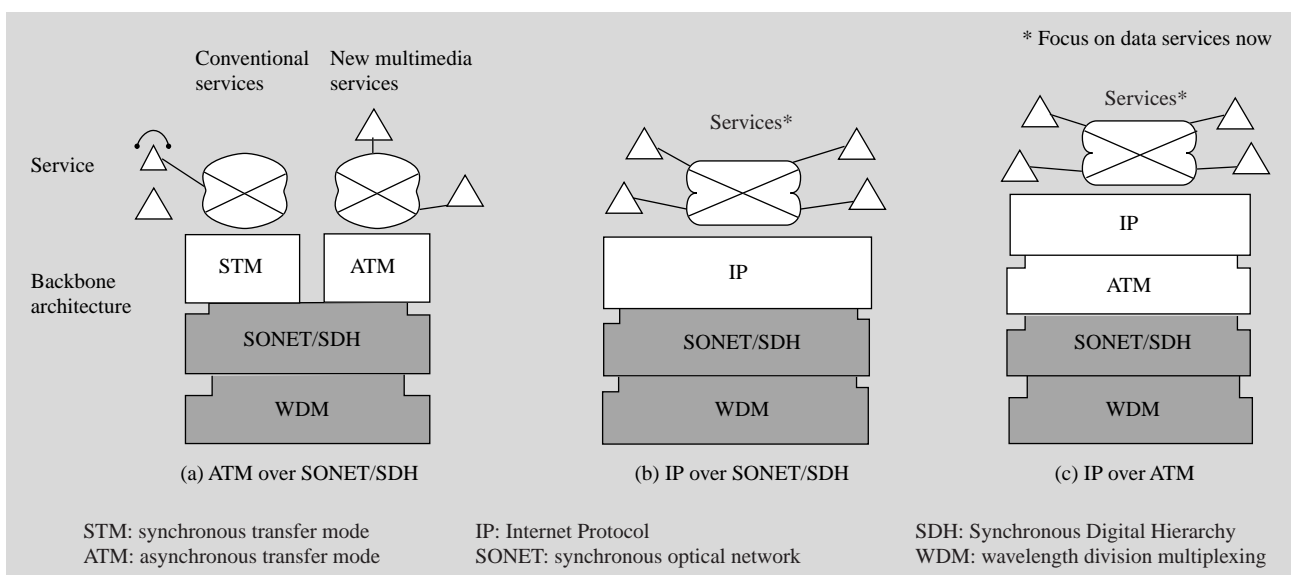 * Focus on data services now
Conventional
services
New multimedia
services
Service
Backbone
architecture
STM
ATM
SONET/SDH
WDM
(a) ATM over SONET/SDH
Services*
IP
SONET/SDH
WDM
(b) IP over SONET/SDH
Services*
IP
ATM
SONET/SDH
WDM
(c) IP over ATM
STM: synchronous transfer mode
ATM: asynchronous transfer mode
IP: Internet Protocol
SONET: synchronous optical network
SDH: Synchronous Digital Hierarchy
WDM: wavelength division multiplexing